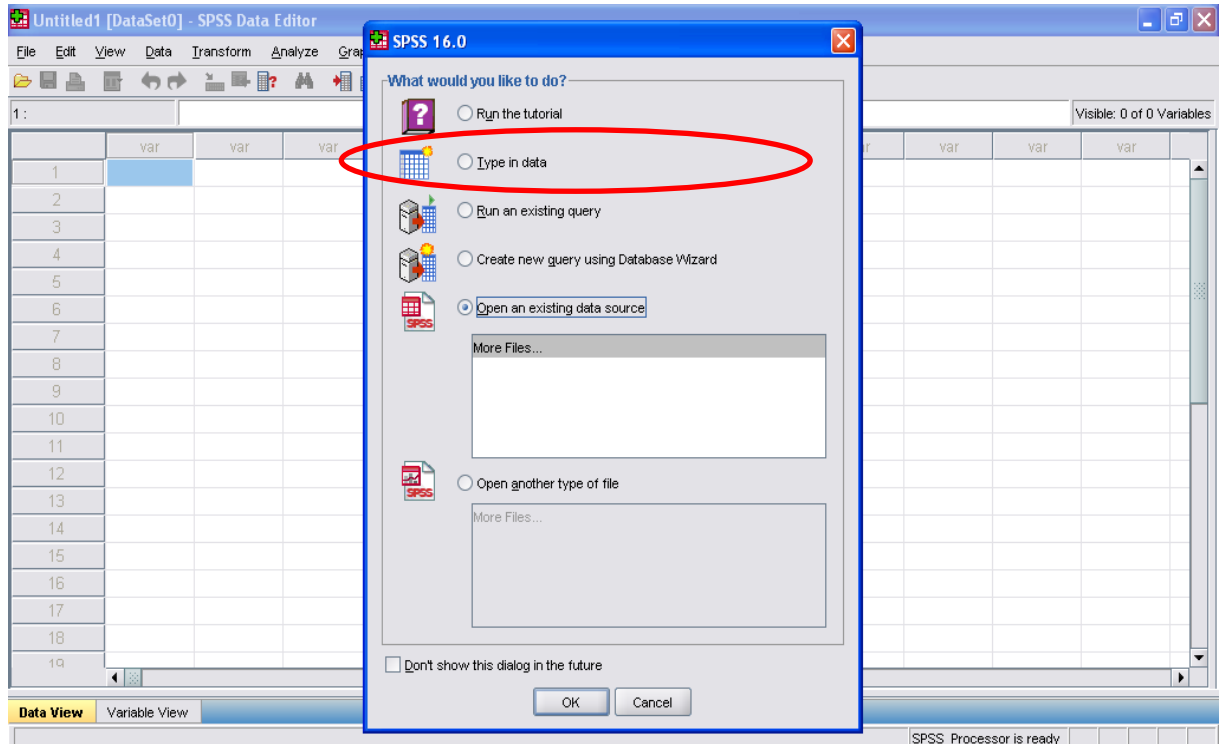 Untitled1 [DataSet0] - SPSS Data Editor
File Edit View Data Transform Analyze Grap
1 :
Visible: 0 of 0 Variables
var var var var var var
1
2
3
4
5
6
7
8
9
10
11
12
13
14
15
16
17
18
19
Data View Variable View
SPSS Processor is ready
SPSS 16.0
What would you like to do?
Run the tutorial
Type in data
Run an existing query
Create new query using Database Wizard
Open an existing data source
SPSS
More Files...
Open another type of file
SPSS
More Files...
Don't show this dialog in the future
OK Cancel